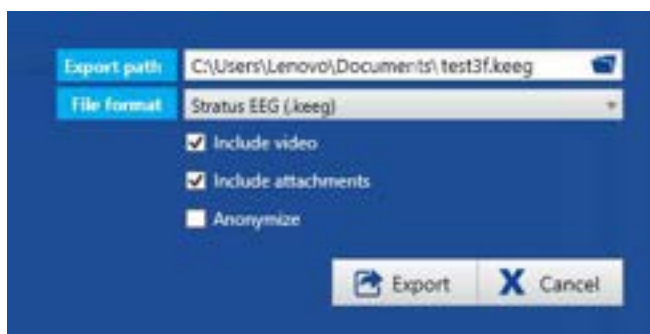 Export path C:\Users\Lenovo\Documents\test3f.keeg
File format Stratus EEG (.keeg)
Include video
Include attachments
Anonymize
Export Cancel